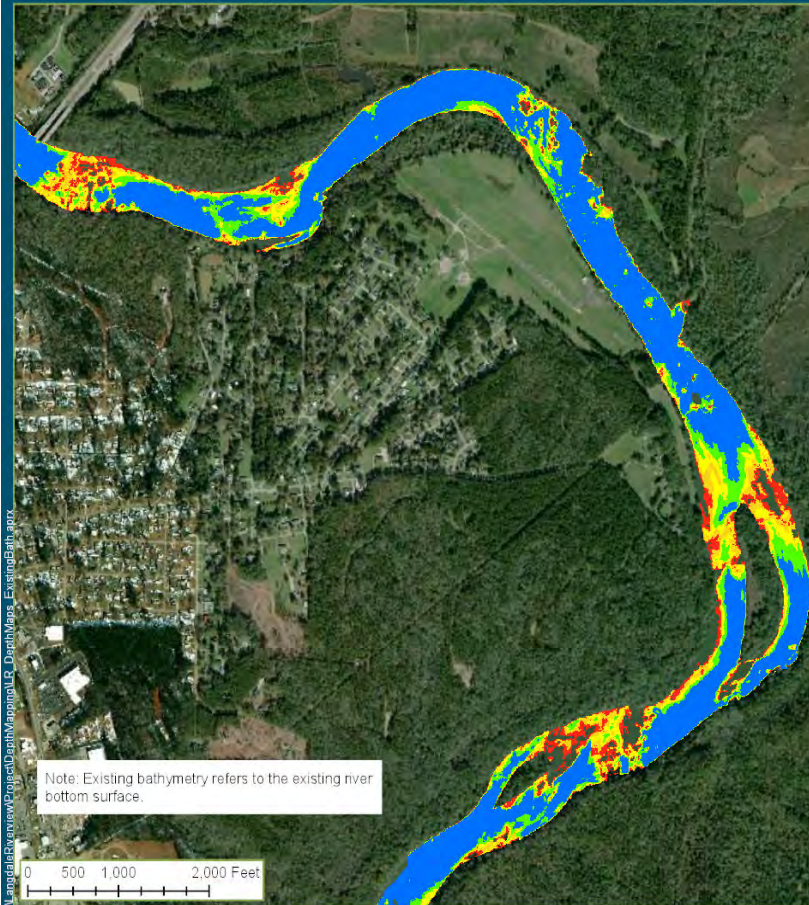 \LangdaleRiverview\Project\DepthMapping\LR_DepthMaps_ExistingBath.aprx
Note: Existing bathymetry refers to the existing river
bottom surface.
0 500 1,000 2,000 Feet